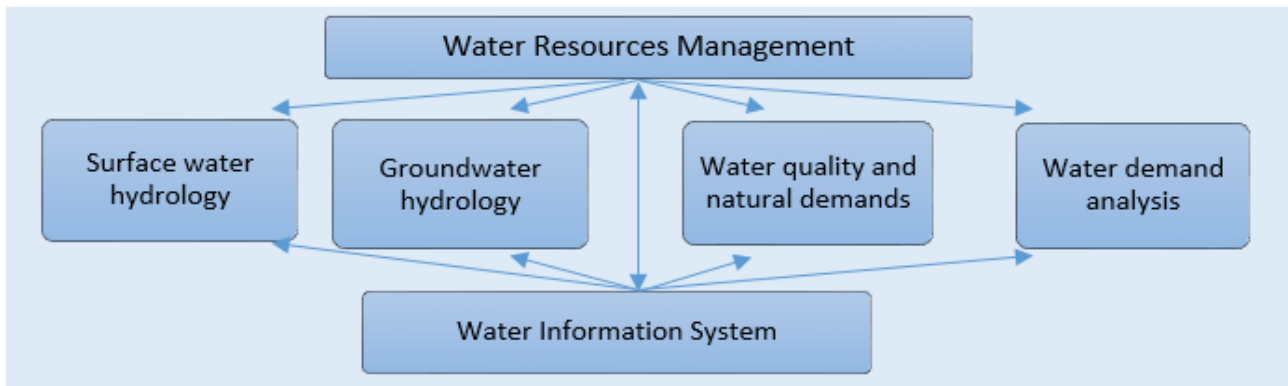 Water Resources Management
Surface water
hydrology
Groundwater
hydrology
Water quality and
natural demands
Water demand
analysis
Water Information System